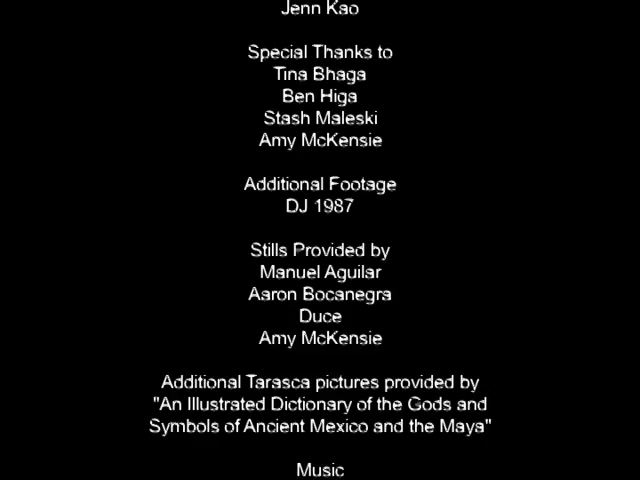 Jenn Kao
Special Thanks to
Tina Bhaga
Ben Higa
Stash Maleski
Amy McKensie
Additional Footage
DJ 1987
Stills Provided by
Manuel Aguilar
Aaron Bocanegra
Duce
Amy McKensie
Additional Tarasca pictures provided by
"An Illustrated Dictionary of the Gods and
Symbols of Ancient Mexico and the Maya"
Music